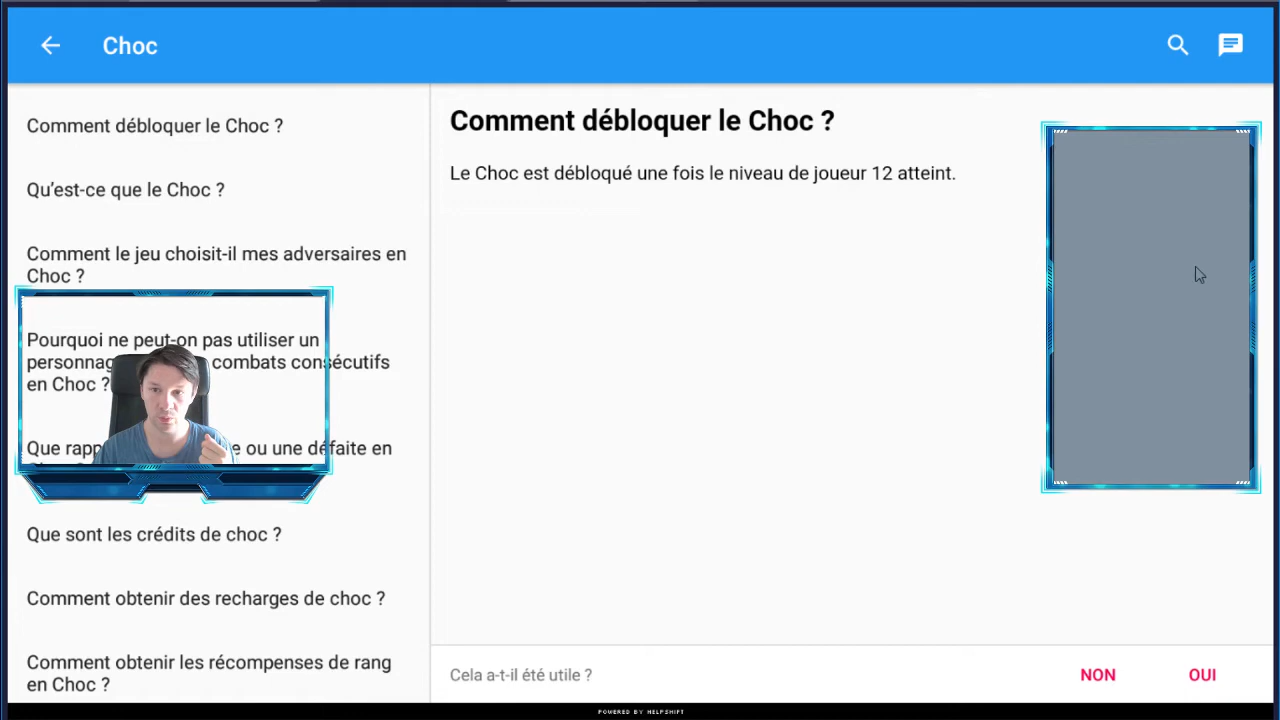 Choc
Comment débloquer le Choc ?
Qu’est-ce que le Choc ?
Comment le jeu choisit-il mes adversaires en
Choc ?
Pourquoi ne peut-on pas utiliser un
combats consécutifs
en Choc ?
Que ou une défaite en
Que sont les crédits de choc ?
Comment obtenir des recharges de choc ?
Comment obtenir les récompenses de rang
en Choc ?
Comment débloquer le Choc ?
Le Choc est débloqué une fois le niveau de joueur 12 atteint.
Cela a-t-il été utile ?
NON
OUI
POWERED BY HELPSHIFT